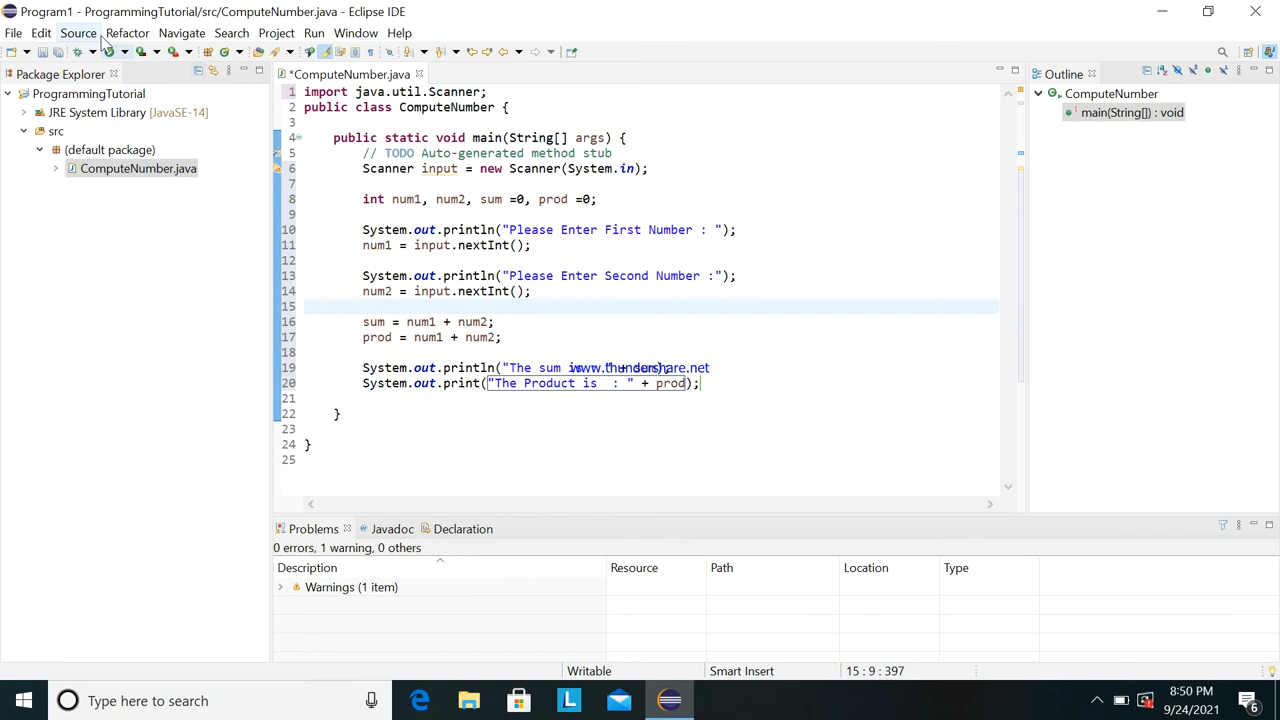 Program1 - ProgrammingTutorial/src/ComputeNumber.java - Eclipse IDE
File Edit Source Refactor Navigate Search Project Run Window Help
Package Explorer
*ComputeNumber.java
Outline
ProgrammingTutorial
JRE System Library [JavaSE-14]
src
(default package)
ComputeNumber.java
1 import java.util.Scanner;
2 public class ComputeNumber {
3
4 public static void main(String[] args) {
5 // TODO Auto-generated method stub
6 Scanner input = new Scanner(System.in);
7
8 int num1, num2, sum =0, prod =0;
9
10 System.out.println("Please Enter First Number : ");
11 num1 = input.nextInt();
12
13 System.out.println("Please Enter Second Number :");
14 num2 = input.nextInt();
15
16 sum = num1 + num2;
17 prod = num1 + num2;
18
19 System.out.println("The sum is : " + sum);
www.thundershare.net
20 System.out.print("The Product is  : " + prod);
21
22 }
23
24 }
25
ComputeNumber
main(String[]) : void
Problems Javadoc Declaration
0 errors, 1 warning, 0 others
Description Resource Path Location Type
Warnings (1 item)
Writable Smart Insert 15 : 9 : 397
Type here to search
8:50 PM
9/24/2021
6